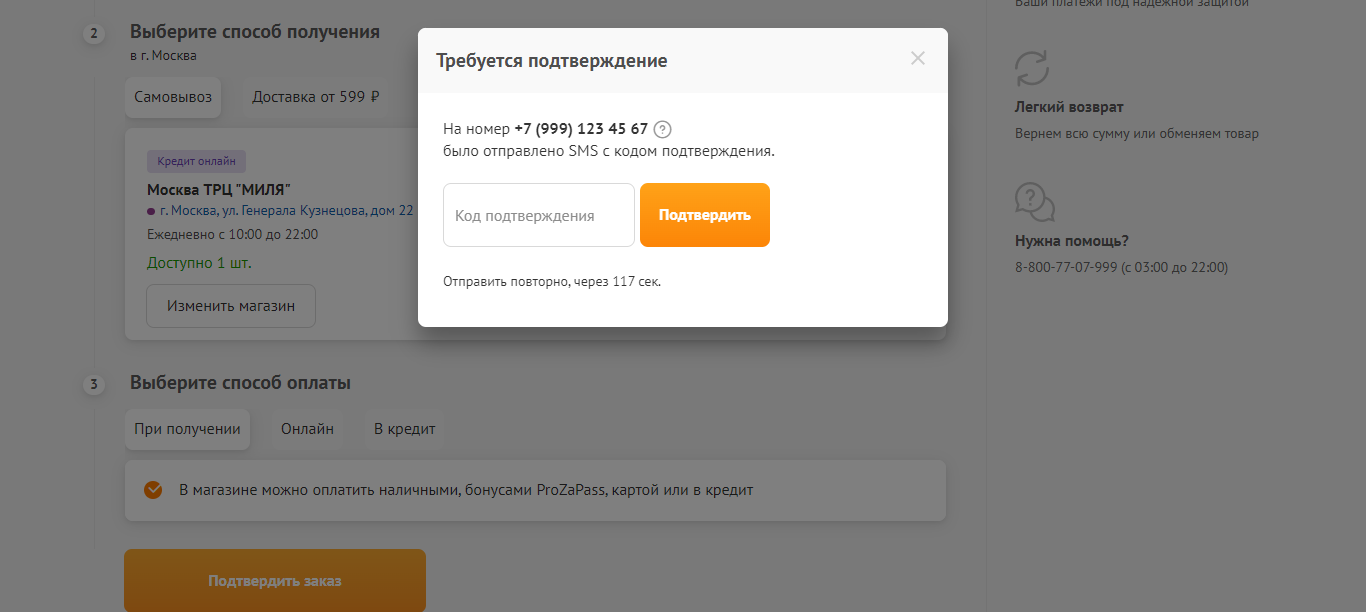 Ваши платежи под надежной защитой
2
Выберите способ получения
в г. Москва
Самовывоз
Доставка от 599 ₽
Кредит онлайн
Москва ТРЦ "МИЛЯ"
г. Москва, ул. Генерала Кузнецова, дом 22
Ежедневно с 10:00 до 22:00
Доступно 1 шт.
Изменить магазин
Требуется подтверждение
На номер +7 (999) 123 45 67 ?
было отправлено SMS с кодом подтверждения.
Код подтверждения
Подтвердить
Отправить повторно, через 117 сек.
3
Выберите способ оплаты
При получении
Онлайн
В кредит
В магазине можно оплатить наличными, бонусами ProZaPass, картой или в кредит
Подтвердить заказ
Легкий возврат
Вернем всю сумму или обменяем товар
?
Нужна помощь?
8-800-77-07-999 (с 03:00 до 22:00)